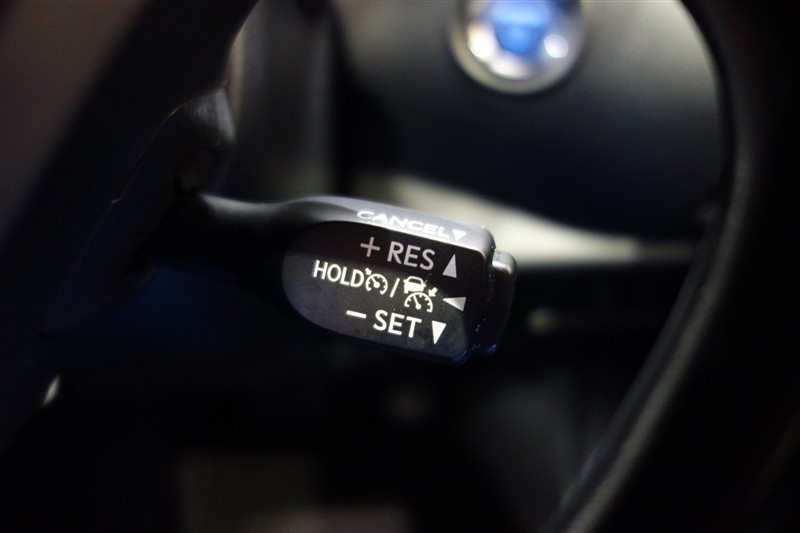 CANCEL▼
+ RES ▲
HOLD /
− SET ▼